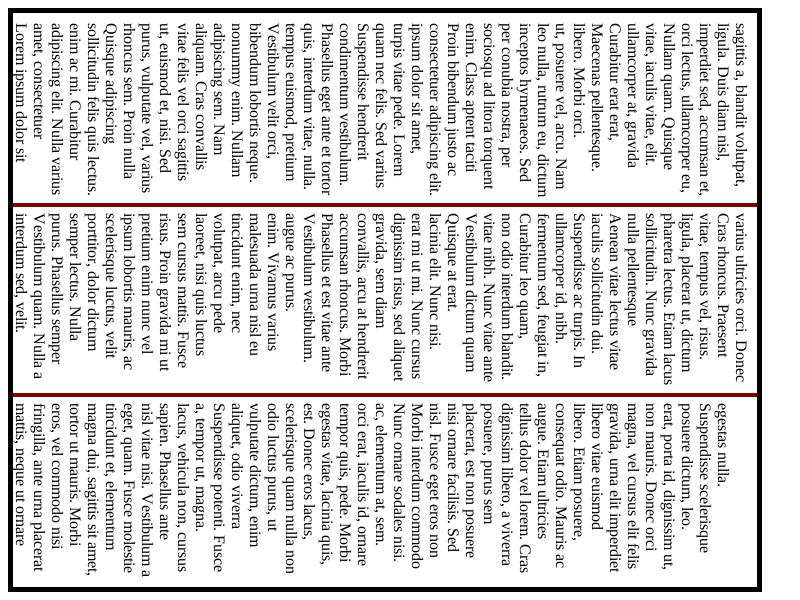 Lorem ipsum dolor sit
amet, consectetuer
adipiscing elit. Nulla varius
enim ac mi. Curabitur
sollicitudin felis quis lectus.
Quisque adipiscing
rhoncus sem. Proin nulla
purus, vulputate vel, varius
ut, euismod et, nisi. Sed
vitae felis vel orci sagittis
aliquam. Cras convallis
adipiscing sem. Nam
nonummy enim. Nullam
bibendum lobortis neque.
Vestibulum velit orci,
tempus euismod, pretium
quis, interdum vitae, nulla.
Phasellus eget ante et tortor
condimentum vestibulum.
Suspendisse hendrerit
quam nec felis. Sed varius
turpis vitae pede. Lorem
ipsum dolor sit amet,
consectetuer adipiscing elit.
Proin bibendum justo ac
enim. Class aptent taciti
sociosqu ad litora torquent
per conubia nostra, per
inceptos hymenaeos. Sed
leo nulla, rutrum eu, dictum
ut, posuere vel, arcu. Nam
libero. Morbi orci.
Maecenas pellentesque.
Curabitur erat erat,
ullamcorper at, gravida
vitae, iaculis vitae, elit.
Nullam quam. Quisque
orci lectus, ullamcorper eu,
imperdiet sed, accumsan et,
ligula. Duis diam nisl,
sagittis a, blandit volutpat,
interdum sed, velit.
Vestibulum quam. Nulla a
purus. Phasellus semper
semper lectus. Nulla
porttitor, dolor dictum
scelerisque luctus, velit
ipsum lobortis mauris, ac
pretium enim nunc vel
risus. Proin gravida mi ut
sem cursus mattis. Fusce
laoreet, nisi quis luctus
volutpat, arcu pede
tincidunt enim, nec
malesuada urna nisl eu
enim. Vivamus varius
augue ac purus.
Vestibulum vestibulum.
Phasellus et est vitae ante
accumsan rhoncus. Morbi
convallis, arcu at hendrerit
gravida, sem diam
dignissim risus, sed aliquet
erat mi ut mi. Nunc cursus
lacinia elit. Nunc nisi.
Quisque at erat.
Vestibulum dictum quam
vitae nibh. Nunc vitae ante
non odio interdum blandit.
Curabitur leo quam,
fermentum sed, feugiat in,
ullamcorper id, nibh.
Suspendisse ac turpis. In
iaculis sollicitudin dui.
Aenean vitae lectus vitae
nulla pellentesque
sollicitudin. Nunc gravida
pharetra lectus. Etiam lacus
ligula, placerat ut, dictum
vitae, tempus vel, risus.
Cras rhoncus. Praesent
varius ultricies orci. Donec
mattis, neque ut ornare
fringilla, ante urna placerat
eros, vel commodo nisi
tortor ut mauris. Morbi
magna dui, sagittis sit amet,
tincidunt et, elementum
eget, quam. Fusce molestie
nisl vitae nisi. Vestibulum a
sapien. Phasellus ante
lacus, vehicula non, cursus
a, tempor ut, magna.
Suspendisse potenti. Fusce
aliquet, odio viverra
vulputate dictum, enim
odio luctus purus, ut
scelerisque quam nulla non
est. Donec eros lacus,
egestas vitae, lacinia quis,
tempor quis, pede. Morbi
orci erat, iaculis id, ornare
ac, elementum at, sem.
Nunc ornare sodales nisi.
Morbi interdum commodo
nisl. Fusce eget eros non
nisi ornare facilisis. Sed
placerat, est non posuere
posuere, purus sem
dignissim libero, a viverra
tellus dolor vel lorem. Cras
augue. Etiam ultricies
consequat odio. Mauris ac
libero. Etiam posuere,
libero vitae euismod
gravida, urna elit imperdiet
magna, vel cursus elit felis
non mauris. Donec orci
erat, porta id, dignissim ut,
posuere dictum, leo.
Suspendisse scelerisque
egestas nulla.